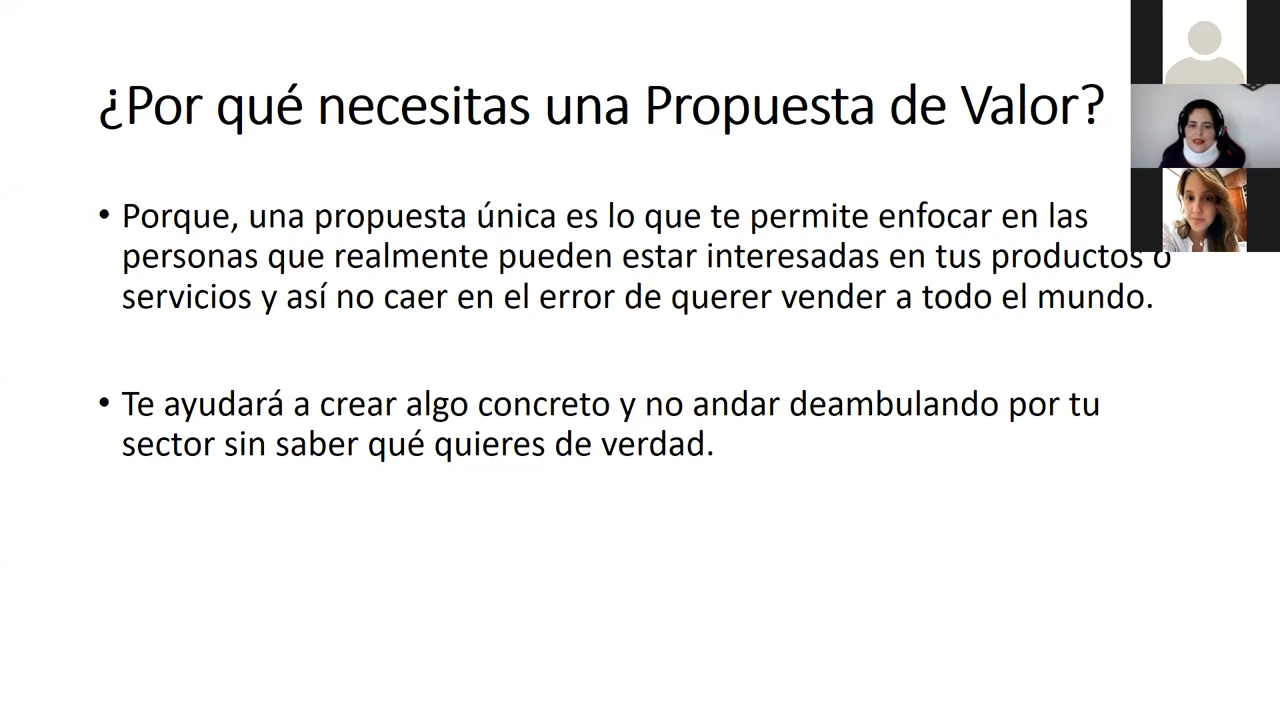 ¿Por qué necesitas una Propuesta de Valor?
• Porque, una propuesta única es lo que te permite enfocar en las
personas que realmente pueden estar interesadas en tus productos o
servicios y así no caer en el error de querer vender a todo el mundo.
• Te ayudará a crear algo concreto y no andar deambulando por tu
sector sin saber qué quieres de verdad.